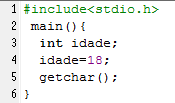 1 #include<stdio.h>
2 main(){
3 int idade;
4 idade=18;
5 getchar();
6 }